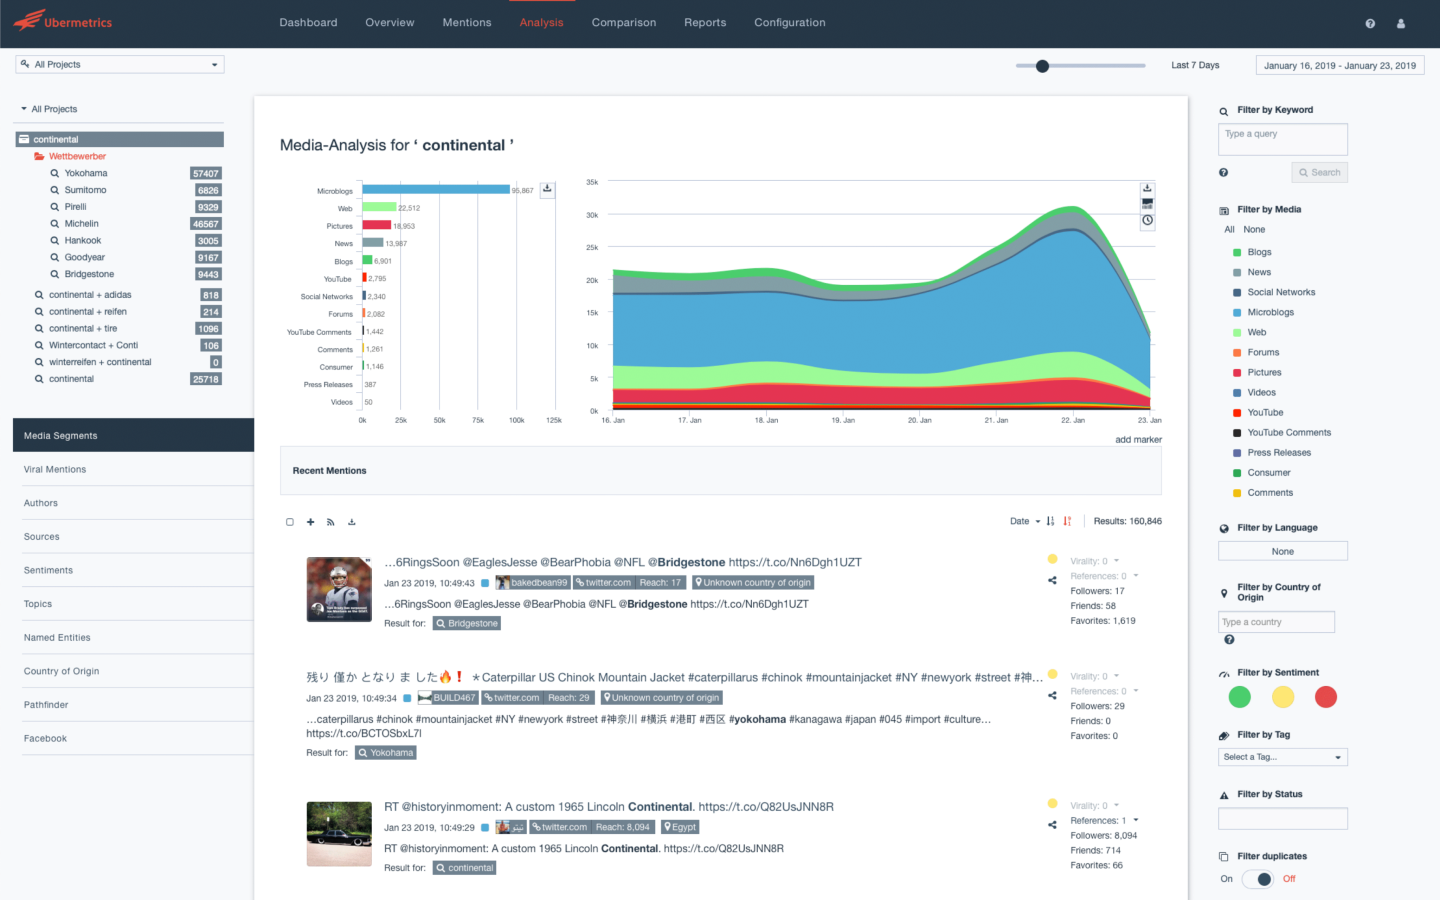 Ubermetrics
Dashboard Overview Mentions Analysis Comparison Reports Configuration
All Projects
Last 7 Days
January 16, 2019 - January 23, 2019
All Projects
continental
Wettbewerber
Yokohama 57407
Sumitomo 6826
Pirelli 9329
Michelin 46567
Hankook 3005
Goodyear 9167
Bridgestone 9443
continental + adidas 818
continental + reifen 214
continental + tire 1096
Wintercontact + Conti 106
winterreifen + continental 0
continental 25718
Media Segments
Viral Mentions
Authors
Sources
Sentiments
Topics
Named Entities
Country of Origin
Pathfinder
Facebook
Media-Analysis for ‘ continental ’
Microblogs 95,867
Web 22,512
Pictures 18,953
News 13,987
Blogs 6,901
YouTube 2,795
Social Networks 2,340
Forums 2,082
YouTube Comments 1,442
Comments 1,261
Consumer 1,146
Press Releases 387
Videos 50
0k 25k 50k 75k 100k 125k
35k
30k
25k
20k
15k
10k
5k
0k
16. Jan 17. Jan 18. Jan 19. Jan 20. Jan 21. Jan 22. Jan 23. Jan
add marker
Recent Mentions
Date
Results: 160,846
...6RingsSoon @EaglesJesse @BearPhobia @NFL @Bridgestone https://t.co/Nn6Dgh1UZT
Jan 23 2019, 10:49:43 bakedbean99 twitter.com Reach: 17 Unknown country of origin
...6RingsSoon @EaglesJesse @BearPhobia @NFL @Bridgestone https://t.co/Nn6Dgh1UZT
Result for: Bridgestone
Virality: 0
References: 0
Followers: 17
Friends: 58
Favorites: 1,619
残り 僅か となり ま した🔥❗ ＊Caterpillar US Chinok Mountain Jacket #caterpillarus #chinok #mountainjacket #NY #newyork #street #神...
Jan 23 2019, 10:49:34 BUILD467 twitter.com Reach: 29 Unknown country of origin
...caterpillarus #chinok #mountainjacket #NY #newyork #street #神奈川 #横浜 #港町 #西区 #yokohama #kanagawa #japan #045 #import #culture...
https://t.co/BCTOSbxL7l
Result for: Yokohama
Virality: 0
References: 0
Followers: 29
Friends: 0
Favorites: 0
RT @historyinmoment: A custom 1965 Lincoln Continental. https://t.co/Q82UsJNN8R
Jan 23 2019, 10:49:29 twitter.com Reach: 8,094 Egypt
RT @historyinmoment: A custom 1965 Lincoln Continental. https://t.co/Q82UsJNN8R
Result for: continental
Virality: 0
References: 1
Followers: 8,094
Friends: 714
Favorites: 66
Filter by Keyword
Type a query
Search
Filter by Media
All None
Blogs
News
Social Networks
Microblogs
Web
Forums
Pictures
Videos
YouTube
YouTube Comments
Press Releases
Consumer
Comments
Filter by Language
None
Filter by Country of
Origin
Type a country
Filter by Sentiment
Filter by Tag
Select a Tag...
Filter by Status
Filter duplicates
On Off